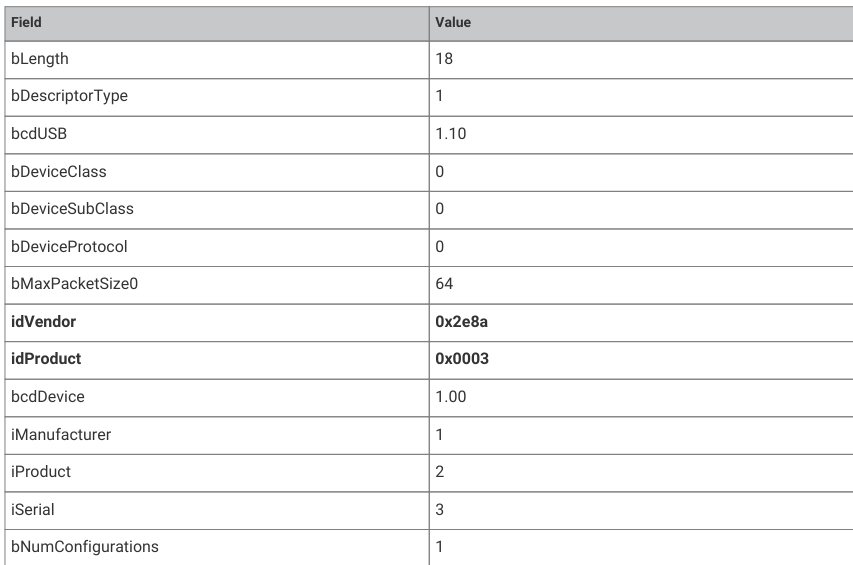 Field Value
bLength 18
bDescriptorType 1
bcdUSB 1.10
bDeviceClass 0
bDeviceSubClass 0
bDeviceProtocol 0
bMaxPacketSize0 64
idVendor 0x2e8a
idProduct 0x0003
bcdDevice 1.00
iManufacturer 1
iProduct 2
iSerial 3
bNumConfigurations 1